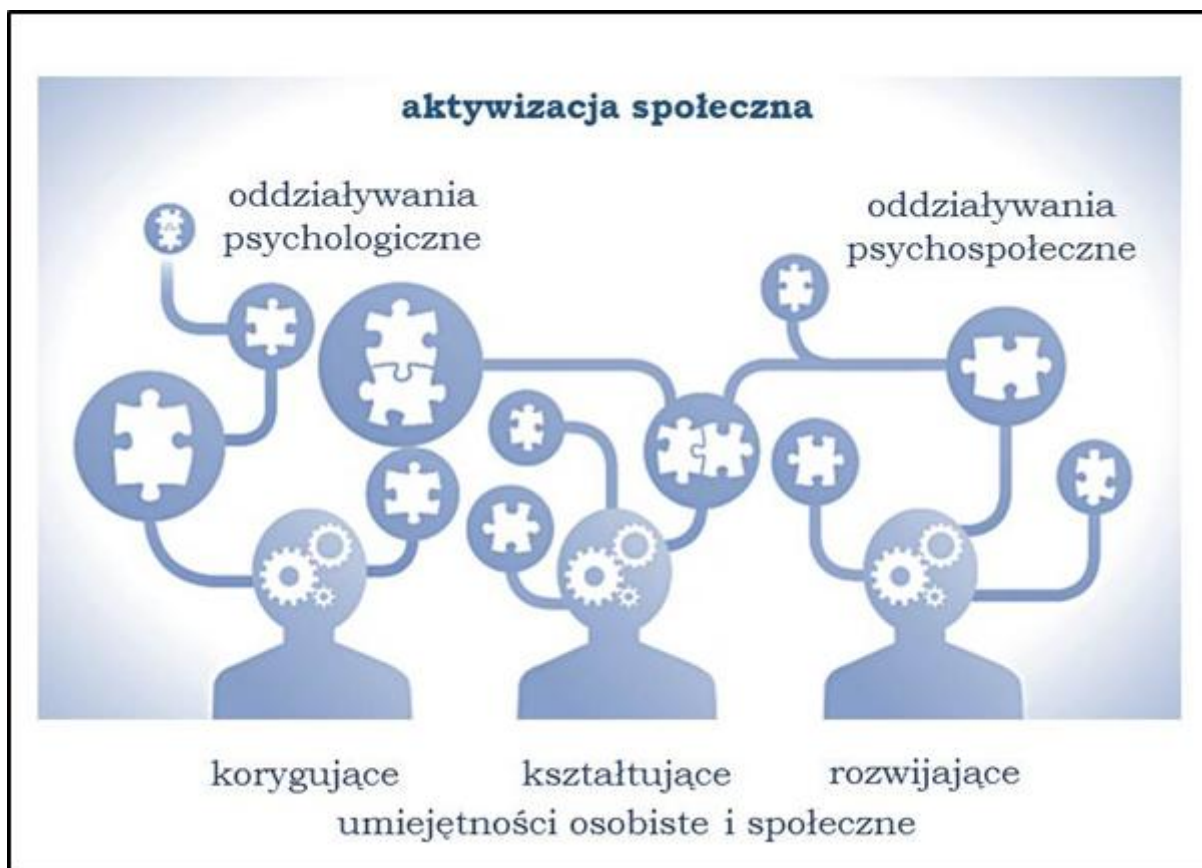 aktywizacja społeczna
oddziaływania
psychologiczne
oddziaływania
psychospołeczne
korygujące kształtujące rozwijające
umiejętności osobiste i społeczne